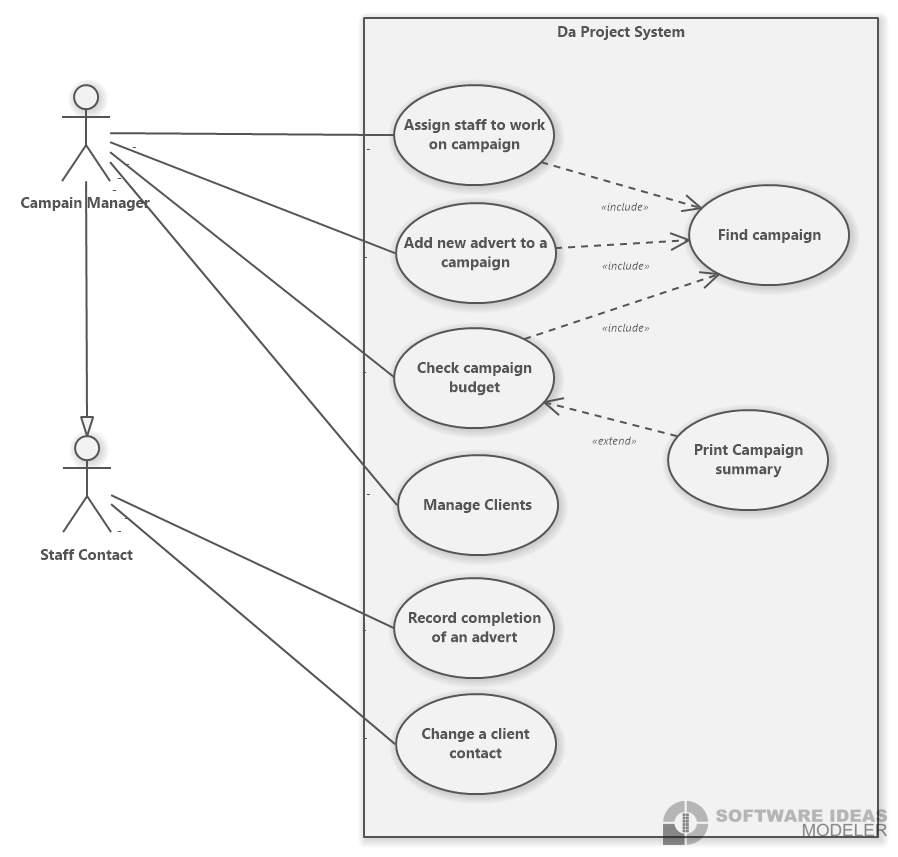 Da Project System
Assign staff to work
on campaign
Campain Manager
«include»
Find campaign
Add new advert to a
campaign
«include»
«include»
Check campaign
budget
«extend»
Print Campaign
summary
Manage Clients
Staff Contact
Record completion
of an advert
Change a client
contact
SOFTWARE IDEAS
MODELER